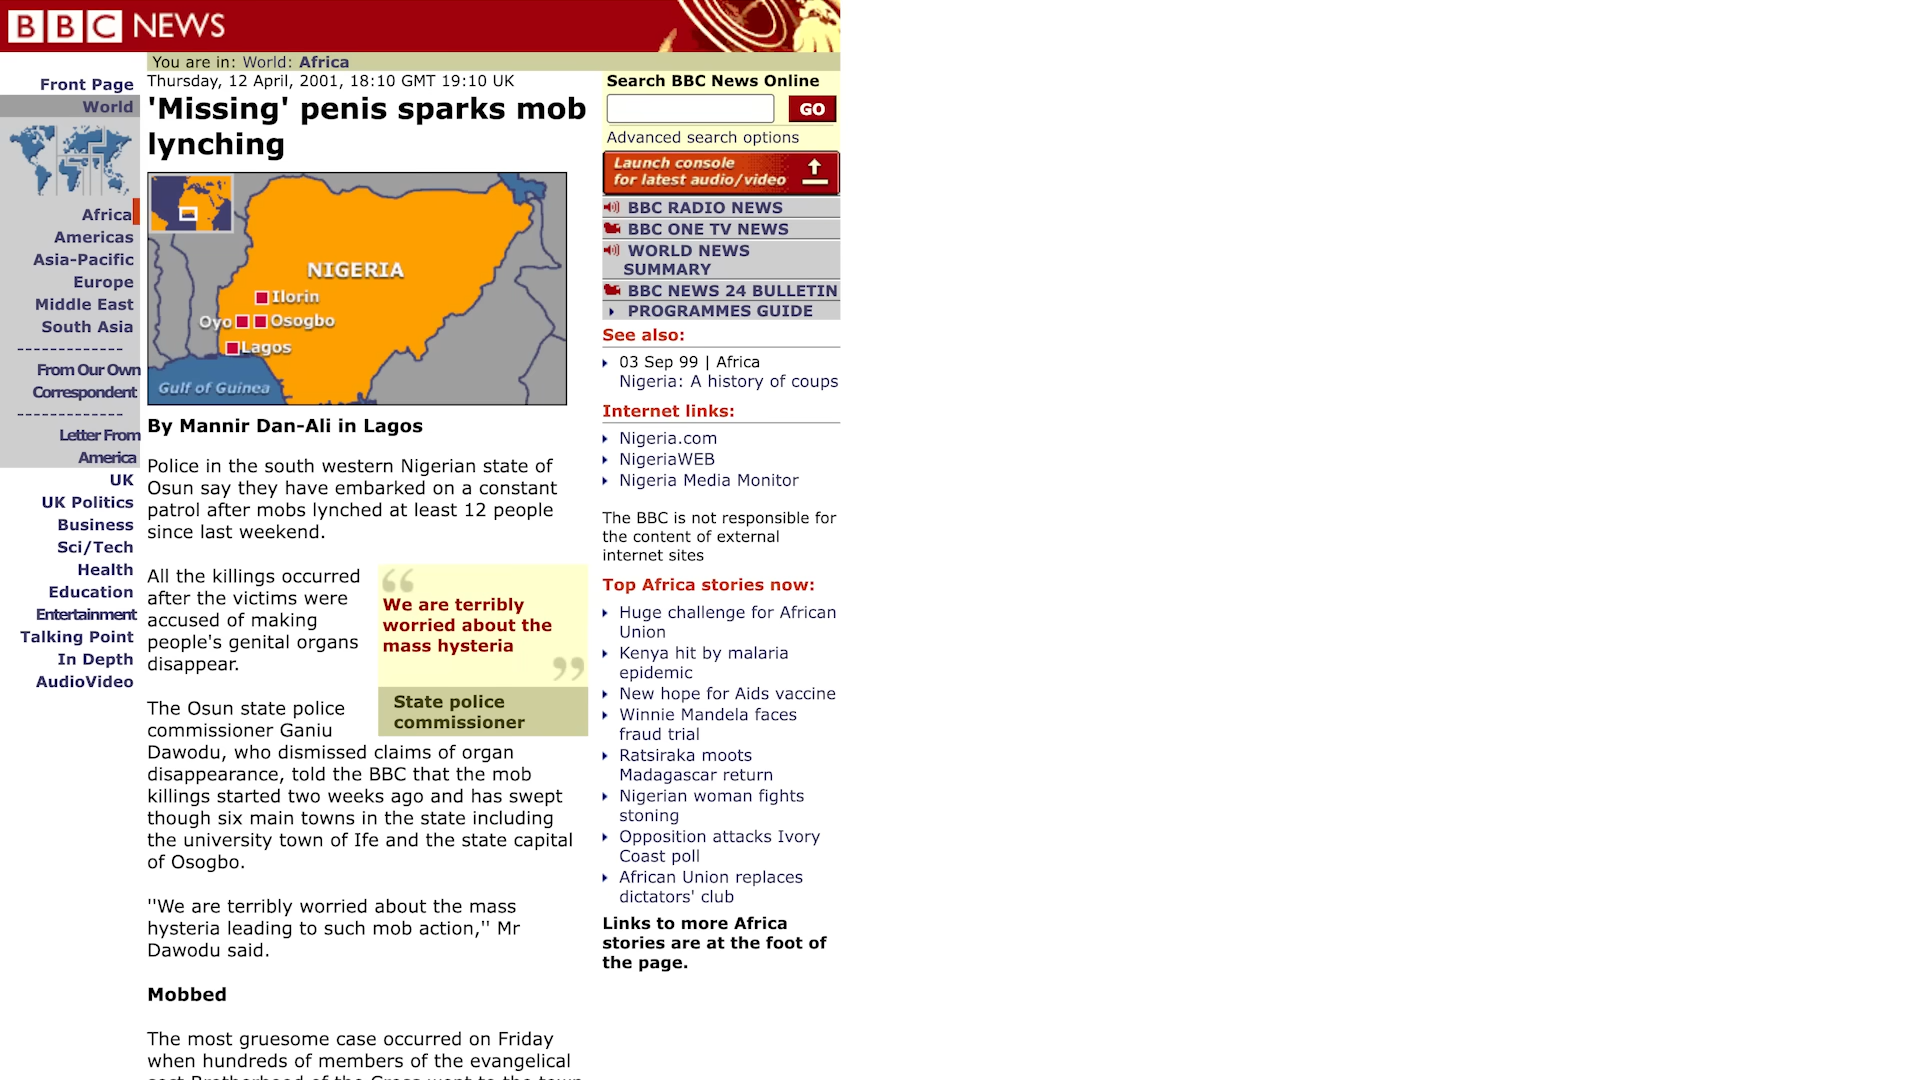 BBC NEWS
You are in: World: Africa
Front Page
World
Africa
Americas
Asia-Pacific
Europe
Middle East
South Asia
-------------
From Our Own
Correspondent
-------------
Letter From
America
UK
UK Politics
Business
Sci/Tech
Health
Education
Entertainment
Talking Point
In Depth
AudioVideo
Thursday, 12 April, 2001, 18:10 GMT 19:10 UK
'Missing' penis sparks mob
lynching
NIGERIA
Ilorin
Oyo
Osogbo
Lagos
Gulf of Guinea
By Mannir Dan-Ali in Lagos
Police in the south western Nigerian state of
Osun say they have embarked on a constant
patrol after mobs lynched at least 12 people
since last weekend.
All the killings occurred
after the victims were
accused of making
people's genital organs
disappear.
“
We are terribly
worried about the
mass hysteria
”
State police
commissioner
The Osun state police
commissioner Ganiu
Dawodu, who dismissed claims of organ
disappearance, told the BBC that the mob
killings started two weeks ago and has swept
though six main towns in the state including
the university town of Ife and the state capital
of Osogbo.
''We are terribly worried about the mass
hysteria leading to such mob action,'' Mr
Dawodu said.
Mobbed
The most gruesome case occurred on Friday
when hundreds of members of the evangelical
sect Brotherhood of the Cross went to the town
Search BBC News Online
GO
Advanced search options
Launch console
for latest audio/video
BBC RADIO NEWS
BBC ONE TV NEWS
WORLD NEWS
SUMMARY
BBC NEWS 24 BULLETIN
PROGRAMMES GUIDE
See also:
03 Sep 99 | Africa
Nigeria: A history of coups
Internet links:
Nigeria.com
NigeriaWEB
Nigeria Media Monitor
The BBC is not responsible for
the content of external
internet sites
Top Africa stories now:
Huge challenge for African
Union
Kenya hit by malaria
epidemic
New hope for Aids vaccine
Winnie Mandela faces
fraud trial
Ratsiraka moots
Madagascar return
Nigerian woman fights
stoning
Opposition attacks Ivory
Coast poll
African Union replaces
dictators' club
Links to more Africa
stories are at the foot of
the page.